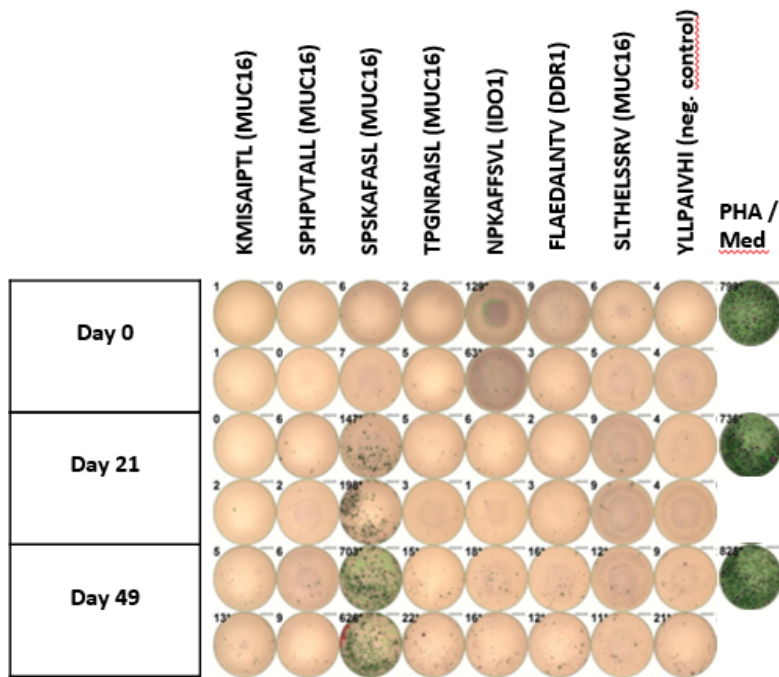 KMISAIPTL (MUC16)
SPHPVTALL (MUC16)
SPSKAFASL (MUC16)
TPGNRAISL (MUC16)
NPKAFFSVL (IDO1)
FLAEDALNTV (DDR1)
SLTHELSSRV (MUC16)
YLLPAIVHI (neg. control)
PHA /
Med
Day 0
1 0 6 2 129* 9 6 4 799*
1 0 7 5 63* 3 5 4
Day 21
0 6 147* 5 6 2 9 4 736*
2 2 198* 3 1 3 9 4
Day 49
5 6 703* 15* 18* 16* 12* 9 828*
13* 9 626* 22* 16* 12* 11* 21*